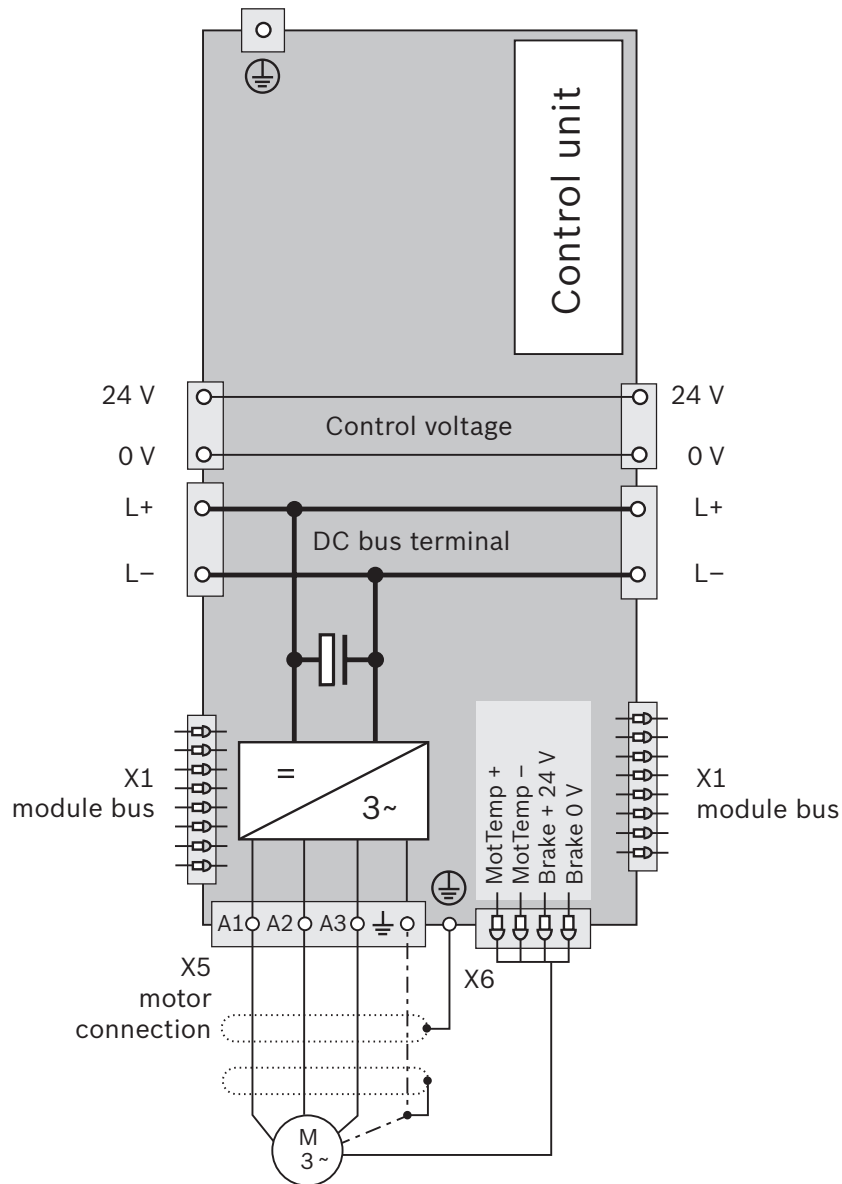 Control unit
24 V
24 V
Control voltage
0 V
0 V
L+
L+
DC bus terminal
L–
L–
X1
module bus
=
3~
MotTemp +
MotTemp –
Brake + 24 V
Brake 0 V
X1
module bus
A1
A2
A3
X5
motor
connection
X6
M
3 ~